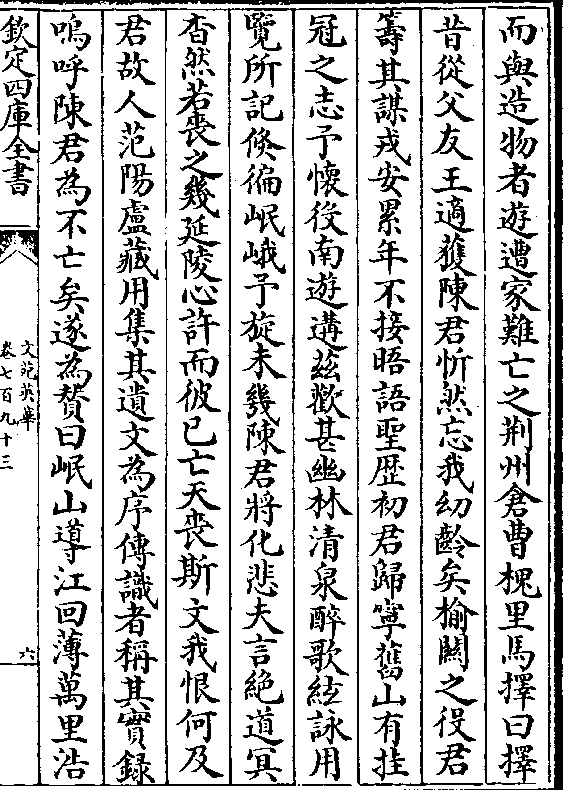 而與造物者遊遭家難亡之荆州倉曹槐里馬擇曰擇
昔從父友王適獲陳君忻然忘我幼齡矣榆關之役君
籌其謀戎安累年不接晤語聖歴初君歸寧舊山有挂
冠之志予懷役南遊遘茲歡甚幽林清泉醉歌絃詠周
覽所記倏徧岷峨予旋未幾陳君將化悲夫言絶道冥
杳然若喪之幾延陵心許而彼已亡天喪斯文我恨何及
君故人范陽盧藏用集其遺文為序傳識者稱其實録
嗚呼陳君為不亡矣遂為賛曰岷山導江回薄萬里浩
欽定四庫全書
文苑英華
卷七百九十三
六